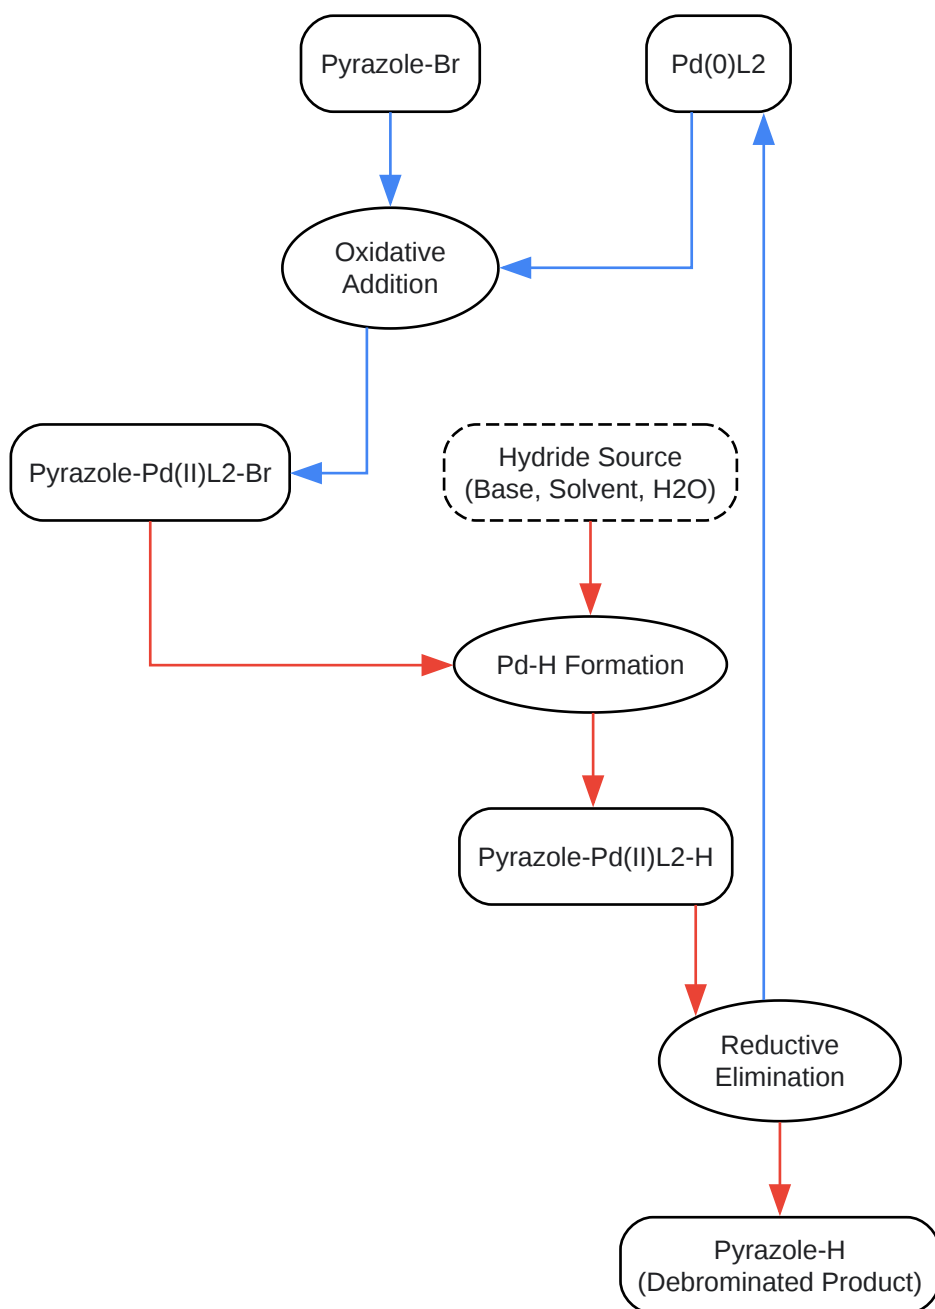 Pyrazole-Br
Pd(0)L2
Oxidative
Addition
Pyrazole-Pd(II)L2-Br
Hydride Source
(Base, Solvent, H2O)
Pd-H Formation
Pyrazole-Pd(II)L2-H
Reductive
Elimination
Pyrazole-H
(Debrominated Product)